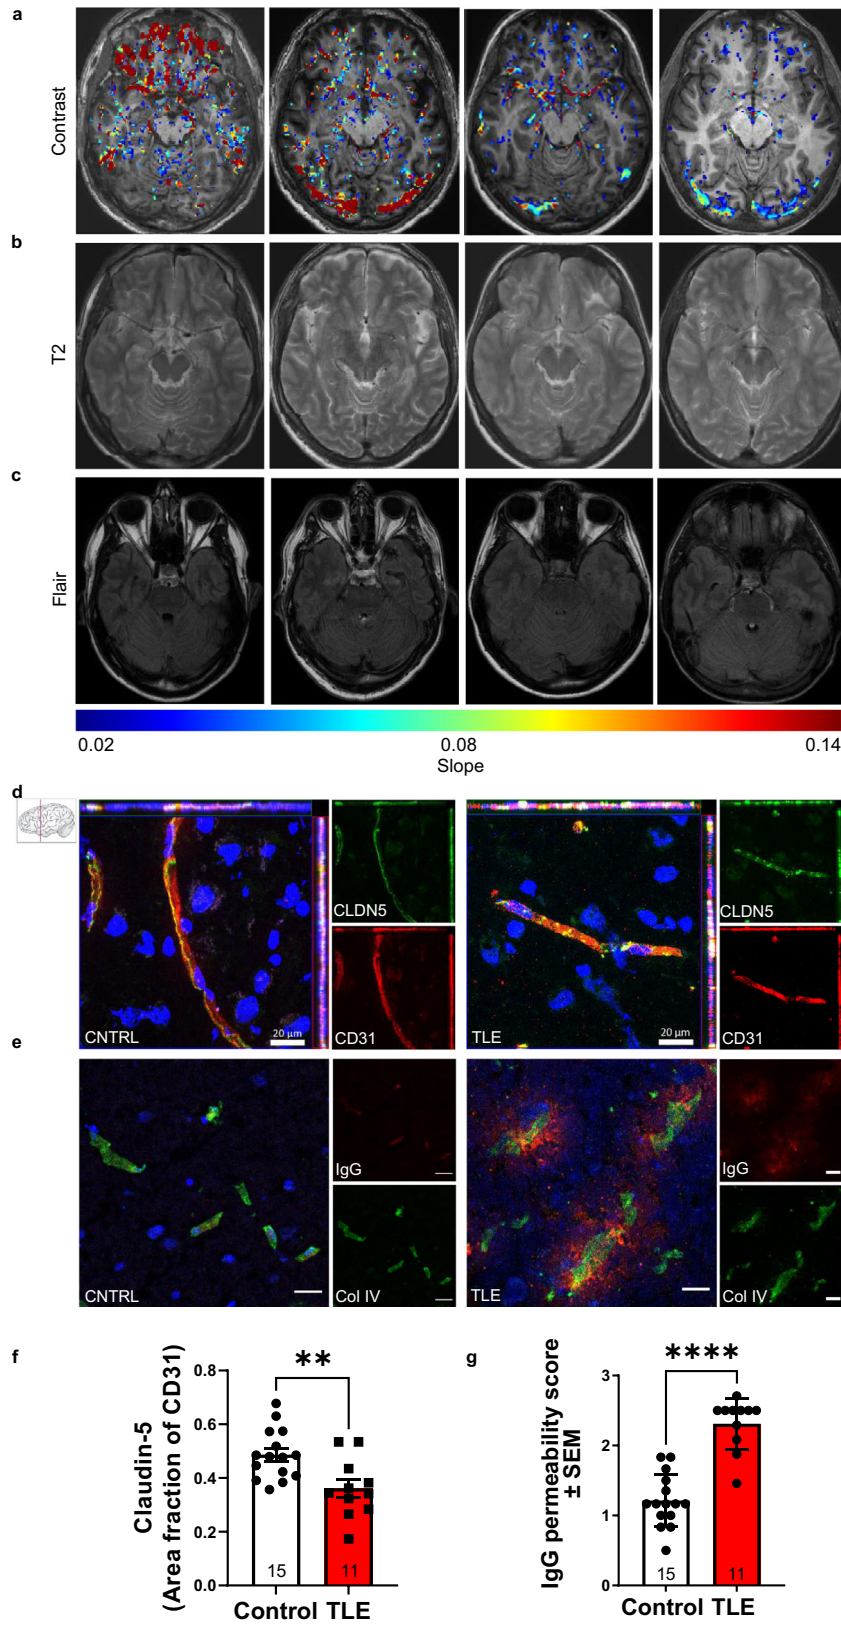 a
Contrast
b
T2
c
Flair
0.02 0.08 0.14
Slope
d
CLDN5
CLDN5
CNTRL
20 µm
CD31
TLE
20 µm
CD31
e
IgG
IgG
CNTRL
Col IV
TLE
Col IV
f
Claudin-5
(Area fraction of CD31)
0.8
0.6
0.4
0.2
0.0
**
15
11
Control TLE
g
IgG permeability score
± SEM
3
2
1
0
****
15
11
Control TLE